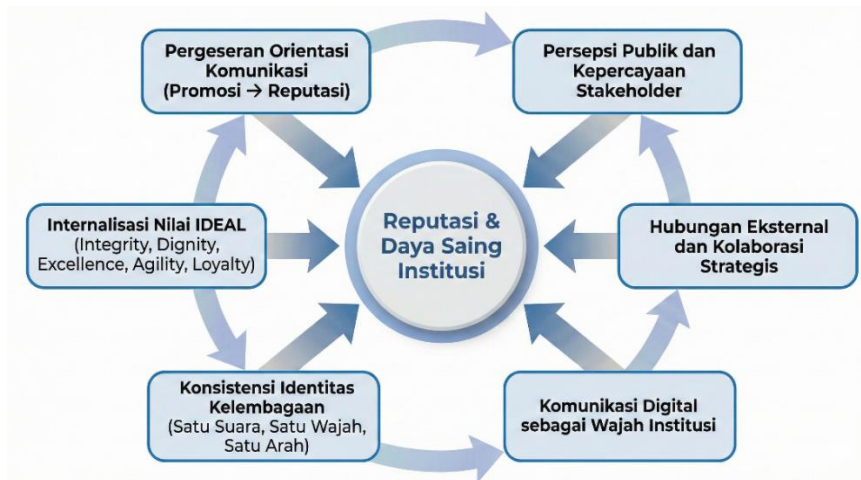 Pergeseran Orientasi
Komunikasi
(Promosi → Reputasi)
Persepsi Publik dan
Kepercayaan
Stakeholder
Internalisasi Nilai IDEAL
(Integrity, Dignity,
Excellence, Agility, Loyalty)
Reputasi &
Daya Saing
Institusi
Hubungan Eksternal
dan Kolaborasi
Strategis
Konsistensi Identitas
Kelembagaan
(Satu Suara, Satu Wajah,
Satu Arah)
Komunikasi Digital
sebagai Wajah Institusi